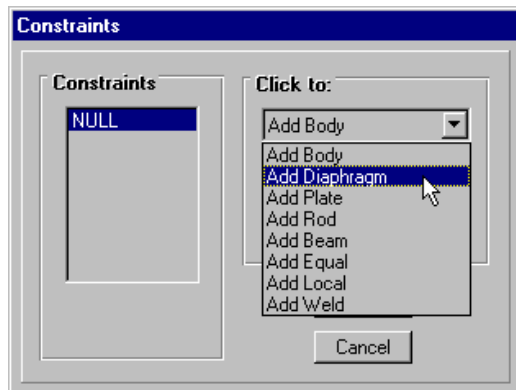 Constraints
Constraints
NULL
Click to:
Add Body
Add Body
Add Diaphragm
Add Plate
Add Rod
Add Beam
Add Equal
Add Local
Add Weld
Cancel